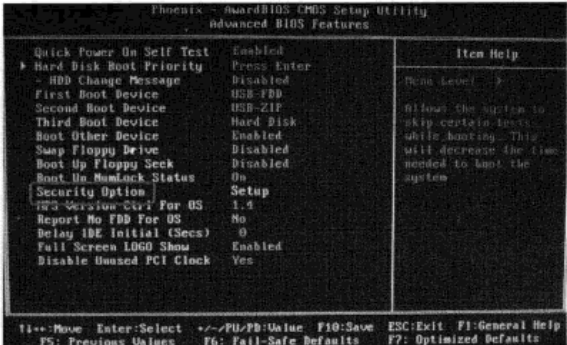 Phoenix - AwardBIOS CMOS Setup Utility
Advanced BIOS Features
Quick Power On Self Test Enabled
Hard Disk Boot Priority Press Enter
- HDD Change Message Disabled
First Boot Device USB-FDD
Second Boot Device USB-ZIP
Third Boot Device Hard Disk
Boot Other Device Enabled
Swap Floppy Drive Disabled
Boot Up Floppy Seek Disabled
Boot Up NumLock Status On
Security Option Setup
MPS Version Ctrl For OS 1.4
Report No FDD For OS No
Delay IDE Initial (Secs) 0
Full Screen LOGO Show Enabled
Disable Unused PCI Clock Yes
Item Help
Menu Level
Allows the system to
skip certain tests
while booting. This
will decrease the time
needed to boot the
system
↑↓→←:Move Enter:Select +/-/PU/PD:Value F10:Save ESC:Exit F1:General Help
F5: Previous Values F6: Fail-Safe Defaults F7: Optimized Defaults